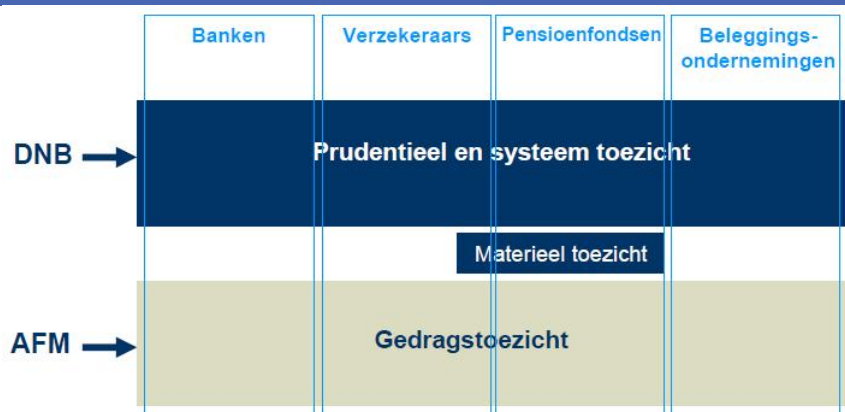 Banken
Verzekeraars
Pensioenfondsen
Beleggings-
ondernemingen
DNB
Prudentieel en systeem toezicht
Materieel toezicht
AFM
Gedragstoezicht